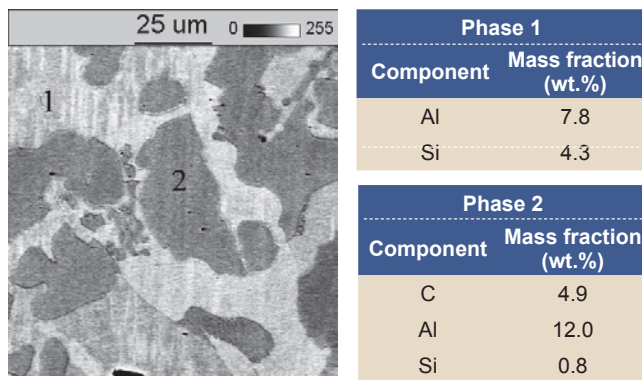 25 um 0 255
1
2
Phase 1
Component Mass fraction (wt.%)
Al 7.8
Si 4.3
Phase 2
Component Mass fraction (wt.%)
C 4.9
Al 12.0
Si 0.8